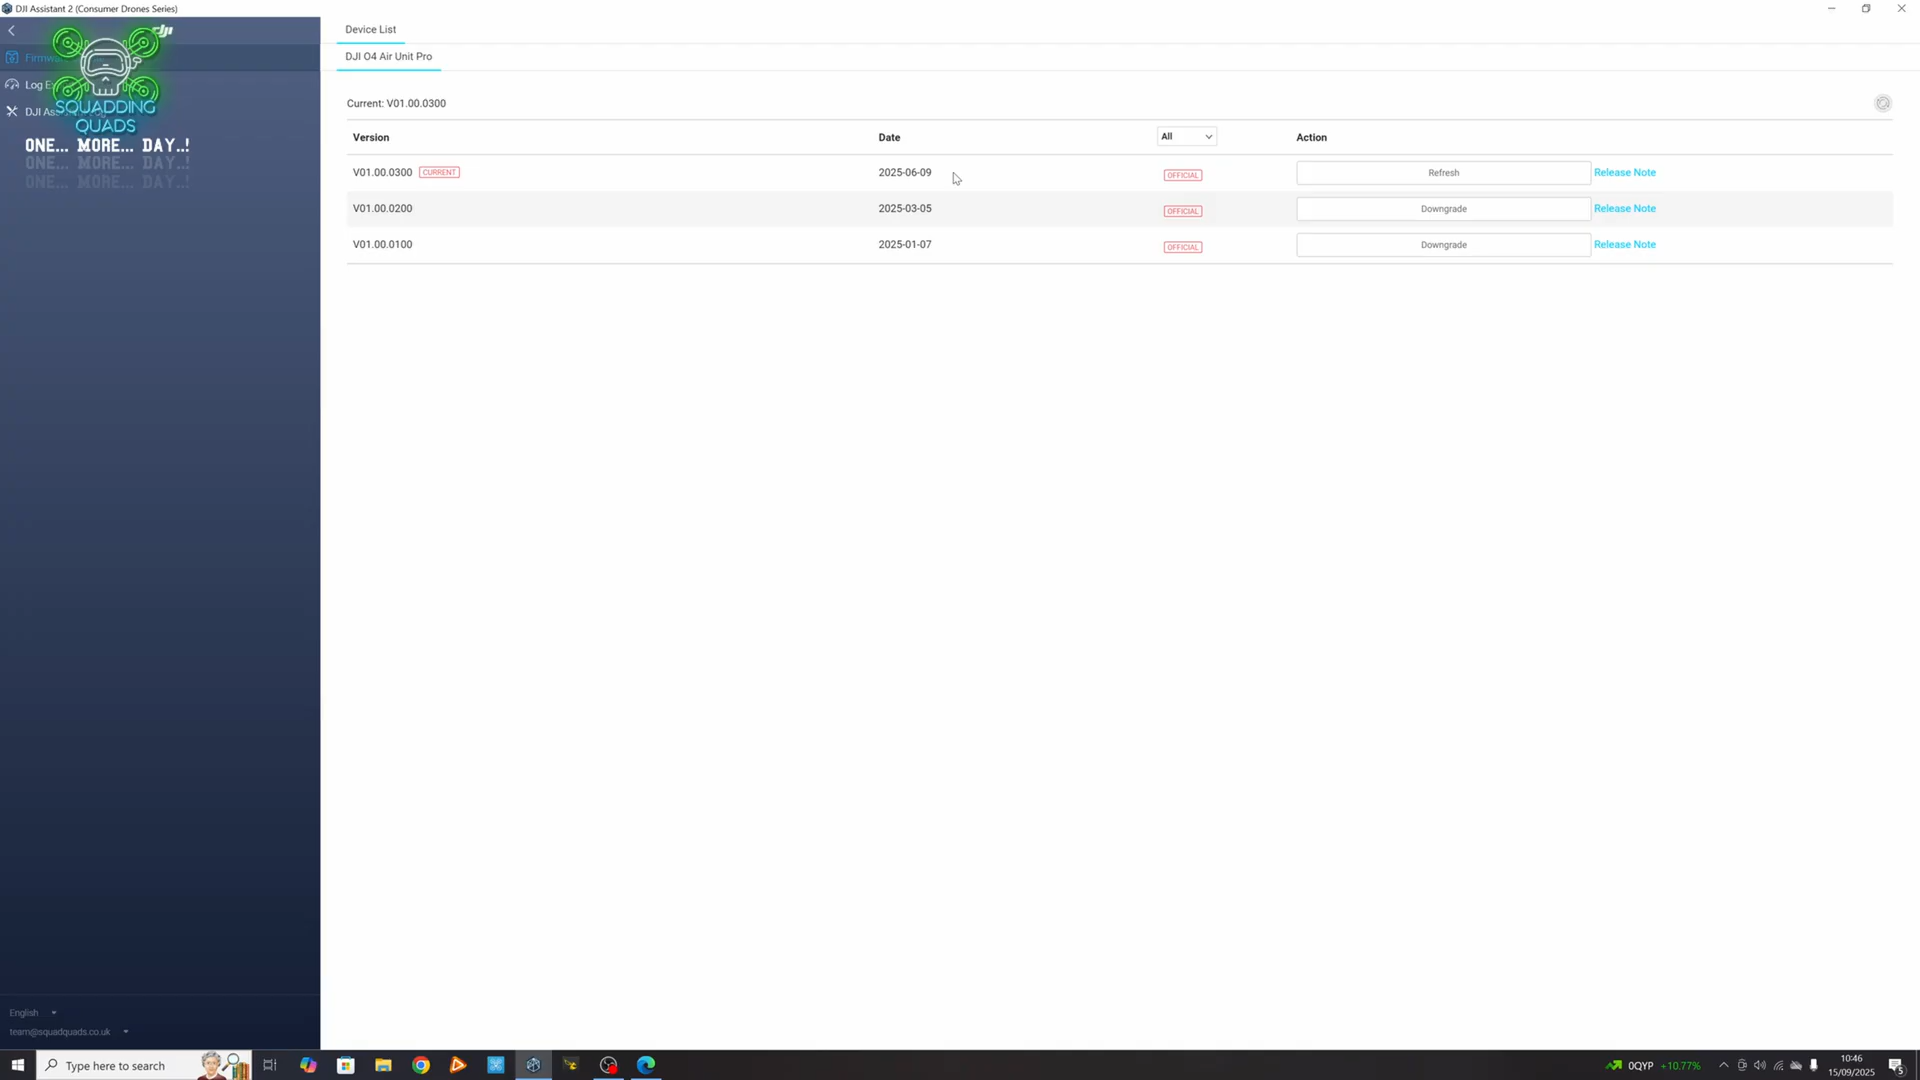 DJI Assistant 2 (Consumer Drones Series)
dji
Firmw
Log E
DJI As
SQUADDING
QUADS
ONE... MORE... DAY..!
ONE... MORE... DAY..!
ONE... MORE... DAY..!
Device List
DJI O4 Air Unit Pro
Current: V01.00.0300
Version Date All Action
V01.00.0300 CURRENT 2025-06-09 OFFICIAL Refresh Release Note
V01.00.0200 2025-03-05 OFFICIAL Downgrade Release Note
V01.00.0100 2025-01-07 OFFICIAL Downgrade Release Note
English
team@squadquads.co.uk
Type here to search
0QYP +10.77%
10:46
15/09/2025
5